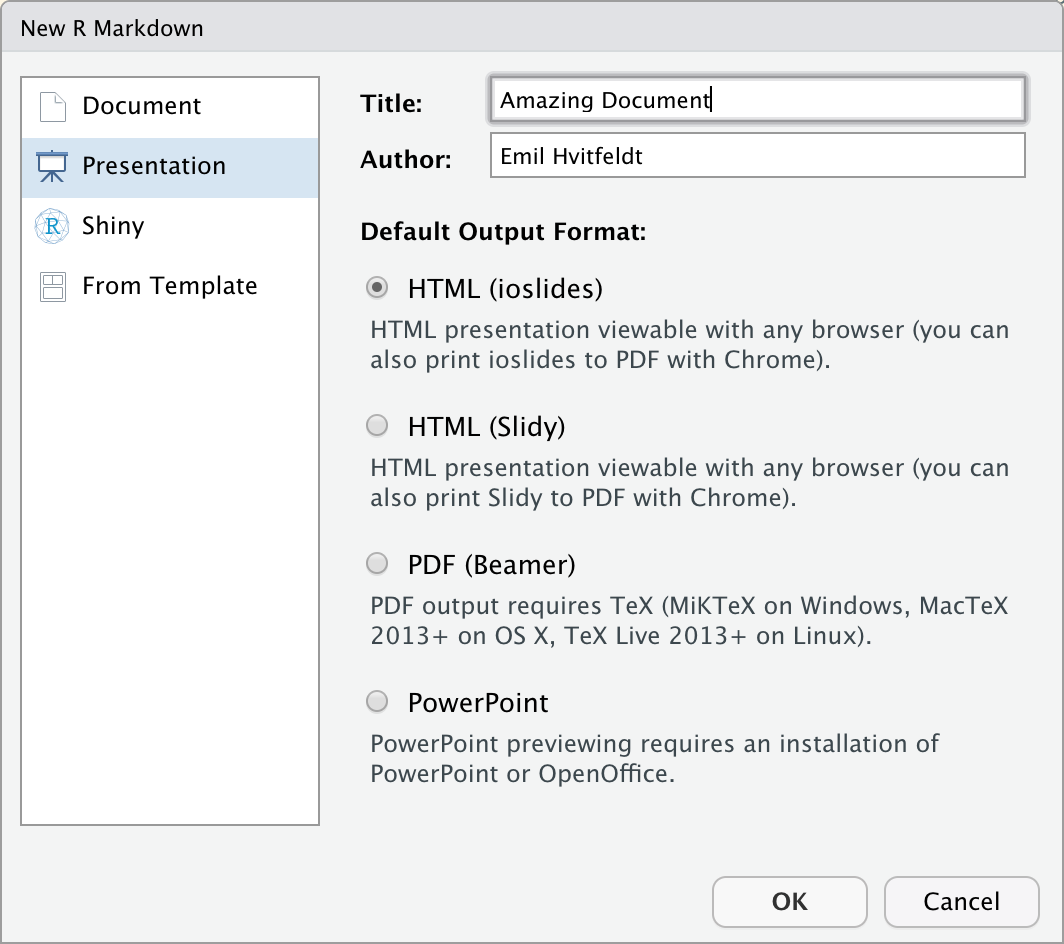 New R Markdown
Document
Presentation
R
Shiny
From Template
Title:
Amazing Document
Author:
Emil Hvitfeldt
Default Output Format:
HTML (ioslides)
HTML presentation viewable with any browser (you can
also print ioslides to PDF with Chrome).
HTML (Slidy)
HTML presentation viewable with any browser (you can
also print Slidy to PDF with Chrome).
PDF (Beamer)
PDF output requires TeX (MiKTeX on Windows, MacTeX
2013+ on OS X, TeX Live 2013+ on Linux).
PowerPoint
PowerPoint previewing requires an installation of
PowerPoint or OpenOffice.
OK
Cancel